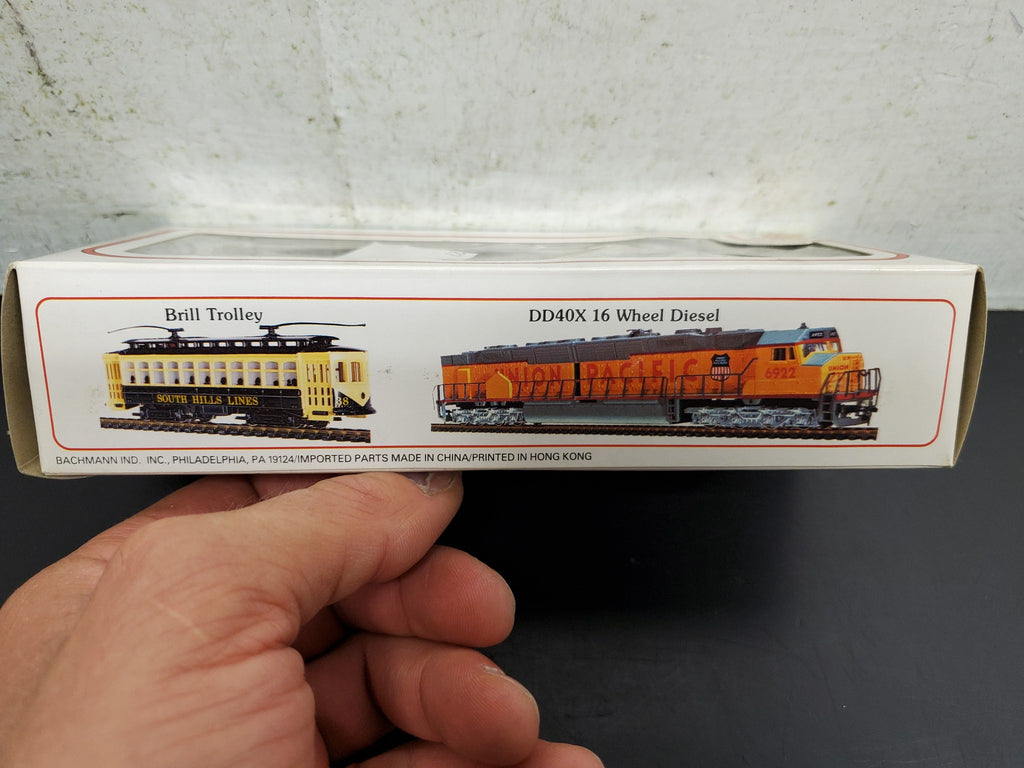 Brill Trolley
SOUTH HILLS LINES
DD40X 16 Wheel Diesel
UNION PACIFIC
6922
UNION
BACHMANN IND. INC., PHILADELPHIA, PA 19124/IMPORTED PARTS MADE IN CHINA/PRINTED IN HONG KONG